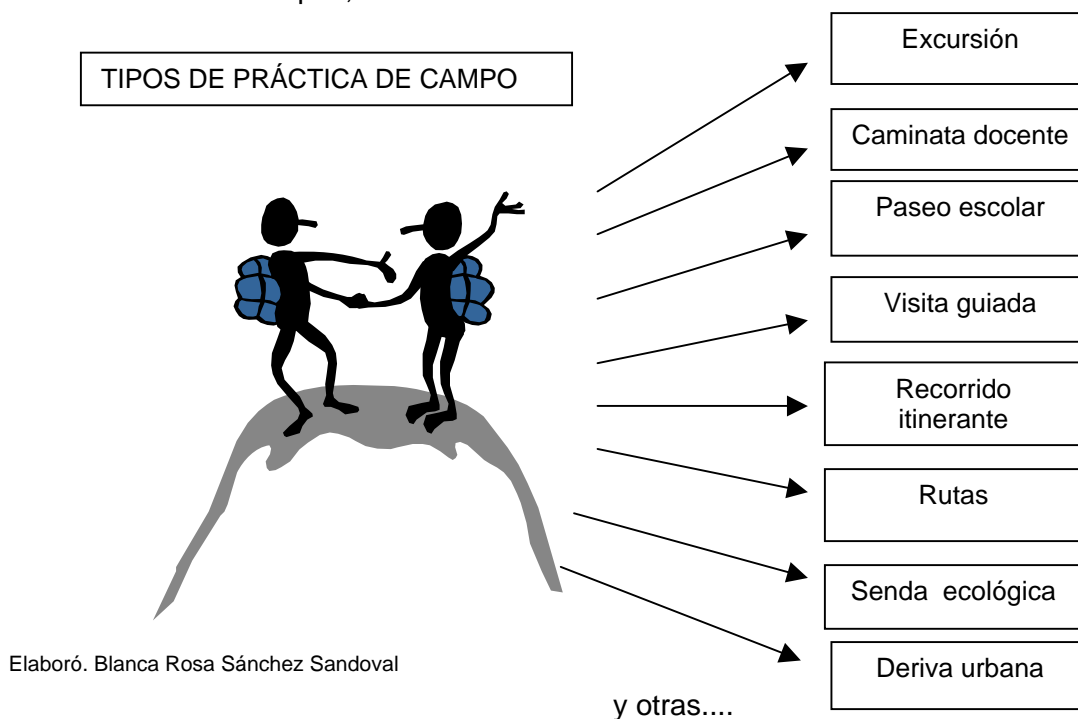 TIPOS DE PRÁCTICA DE CAMPO
Excursión
Caminata docente
Paseo escolar
Visita guiada
Recorrido
itinerante
Rutas
Senda ecológica
Deriva urbana
Elaboró. Blanca Rosa Sánchez Sandoval
y otras....